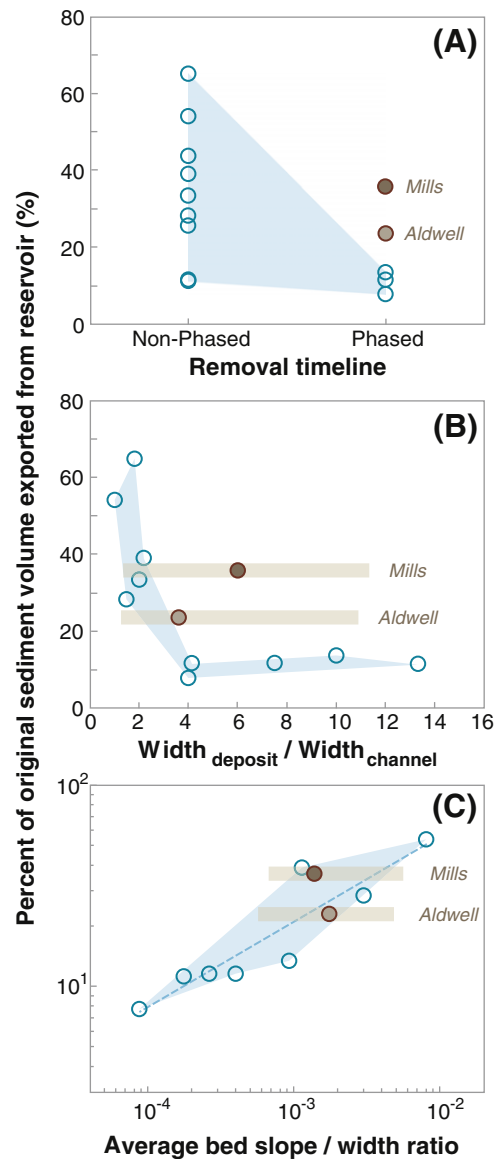 Percent of original sediment volume exported from reservoir (%)
(A)
80
60
40
20
0
Mills
Aldwell
Non-Phased Phased
Removal timeline
(B)
80
60
40
20
0
Mills
Aldwell
0 2 4 6 8 10 12 14 16
Width deposit / Width channel
(C)
10²
10¹
Mills
Aldwell
10⁻⁴ 10⁻³ 10⁻²
Average bed slope / width ratio